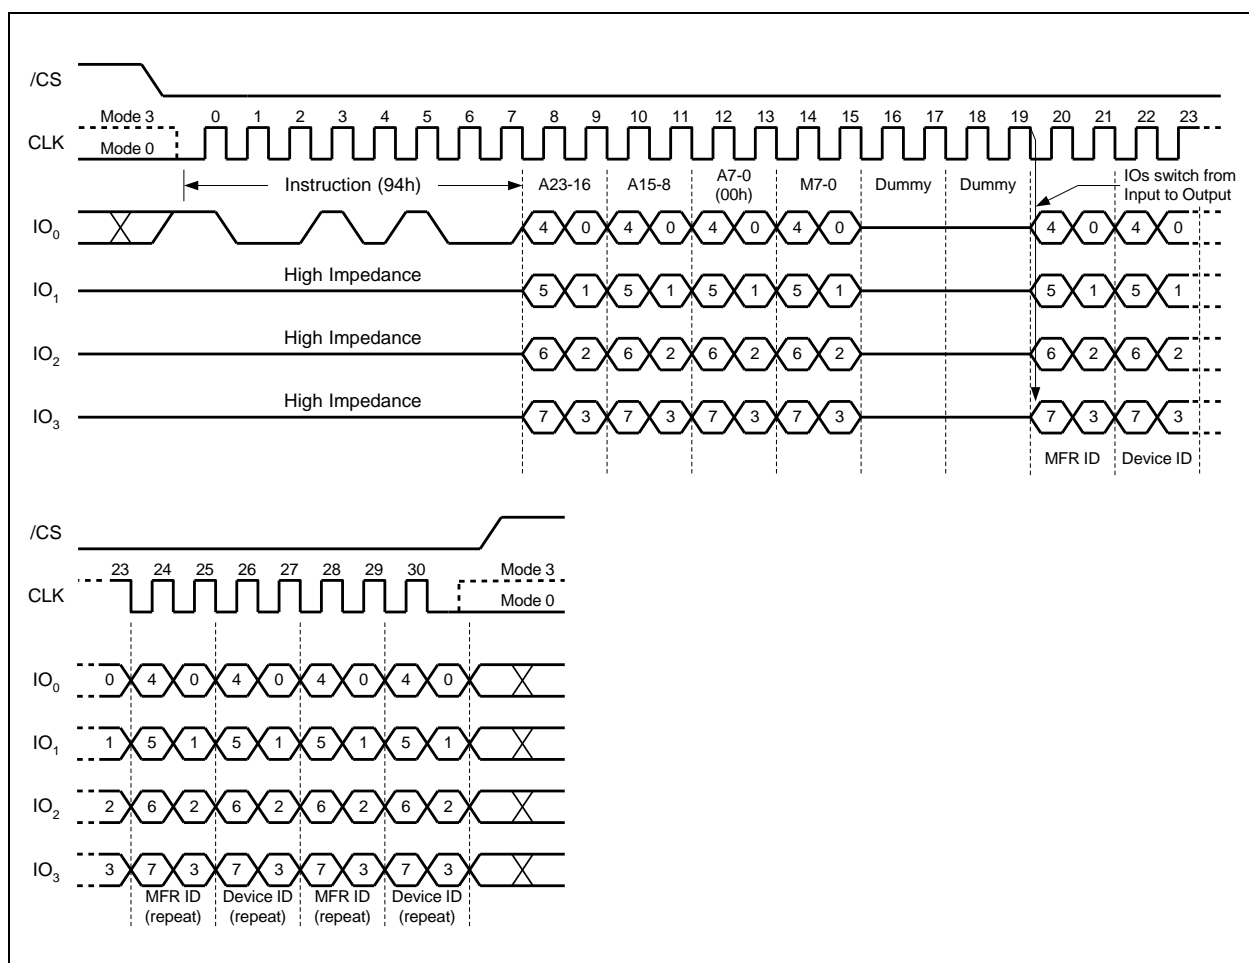 /CS
Mode 3 0 1 2 3 4 5 6 7 8 9 10 11 12 13 14 15 16 17 18 19 20 21 22 23
CLK Mode 0
Instruction (94h) A23-16 A15-8 A7-0 (00h) M7-0 Dummy Dummy IOs switch from Input to Output
IO0 4 0 4 0 4 0 4 0 4 0 4 0
High Impedance
IO1 5 1 5 1 5 1 5 1 5 1 5 1
High Impedance
IO2 6 2 6 2 6 2 6 2 6 2 6 2
High Impedance
IO3 7 3 7 3 7 3 7 3 7 3 7 3
MFR ID Device ID
/CS
23 24 25 26 27 28 29 30 Mode 3
CLK Mode 0
IO0 0 4 0 4 0 4 0 4 0
IO1 1 5 1 5 1 5 1 5 1
IO2 2 6 2 6 2 6 2 6 2
IO3 3 7 3 7 3 7 3 7 3
MFR ID Device ID MFR ID Device ID
(repeat) (repeat) (repeat) (repeat)